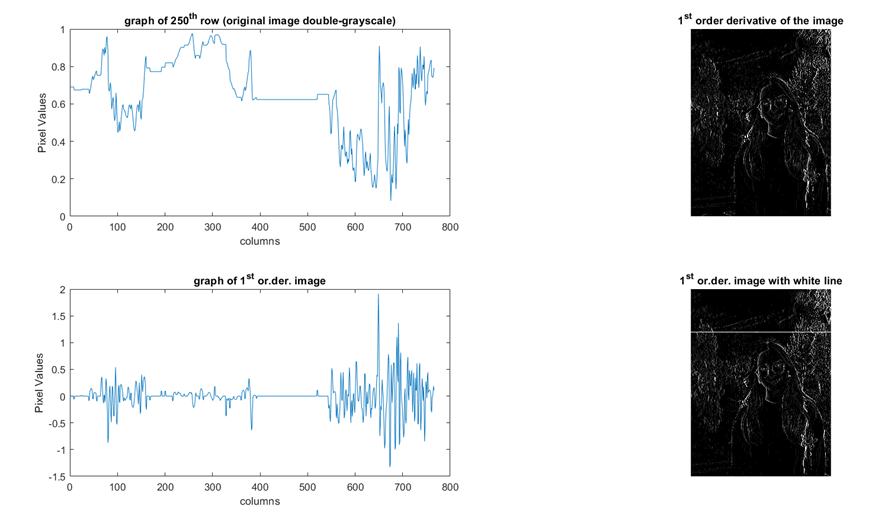 graph of 250th row (original image double-grayscale)
1
0.8
0.6
0.4
0.2
0
Pixel Values
0 100 200 300 400 500 600 700 800
columns
1st order derivative of the image
graph of 1st or.der. image
2
1.5
1
0.5
0
-0.5
-1
-1.5
Pixel Values
0 100 200 300 400 500 600 700 800
columns
1st or.der. image with white line